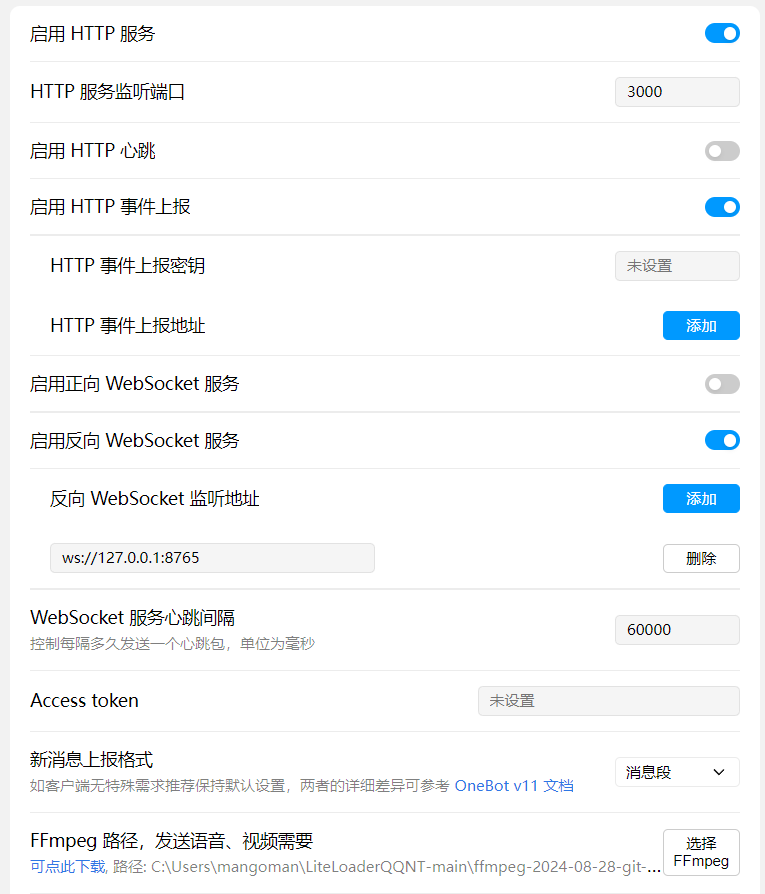 启用 HTTP 服务
HTTP 服务监听端口
3000
启用 HTTP 心跳
启用 HTTP 事件上报
HTTP 事件上报密钥
未设置
HTTP 事件上报地址
添加
启用正向 WebSocket 服务
启用反向 WebSocket 服务
反向 WebSocket 监听地址
添加
ws://127.0.0.1:8765
删除
WebSocket 服务心跳间隔
控制每隔多久发送一个心跳包，单位为毫秒
60000
Access token
未设置
新消息上报格式
如客户端无特殊需求推荐保持默认设置，两者的详细差异可参考 OneBot v11 文档
消息段
FFmpeg 路径，发送语音、视频需要
可点此下载, 路径: C:\Users\mangoman\LiteLoaderQQNT-main\ffmpeg-2024-08-28-git-...
选择
FFmpeg